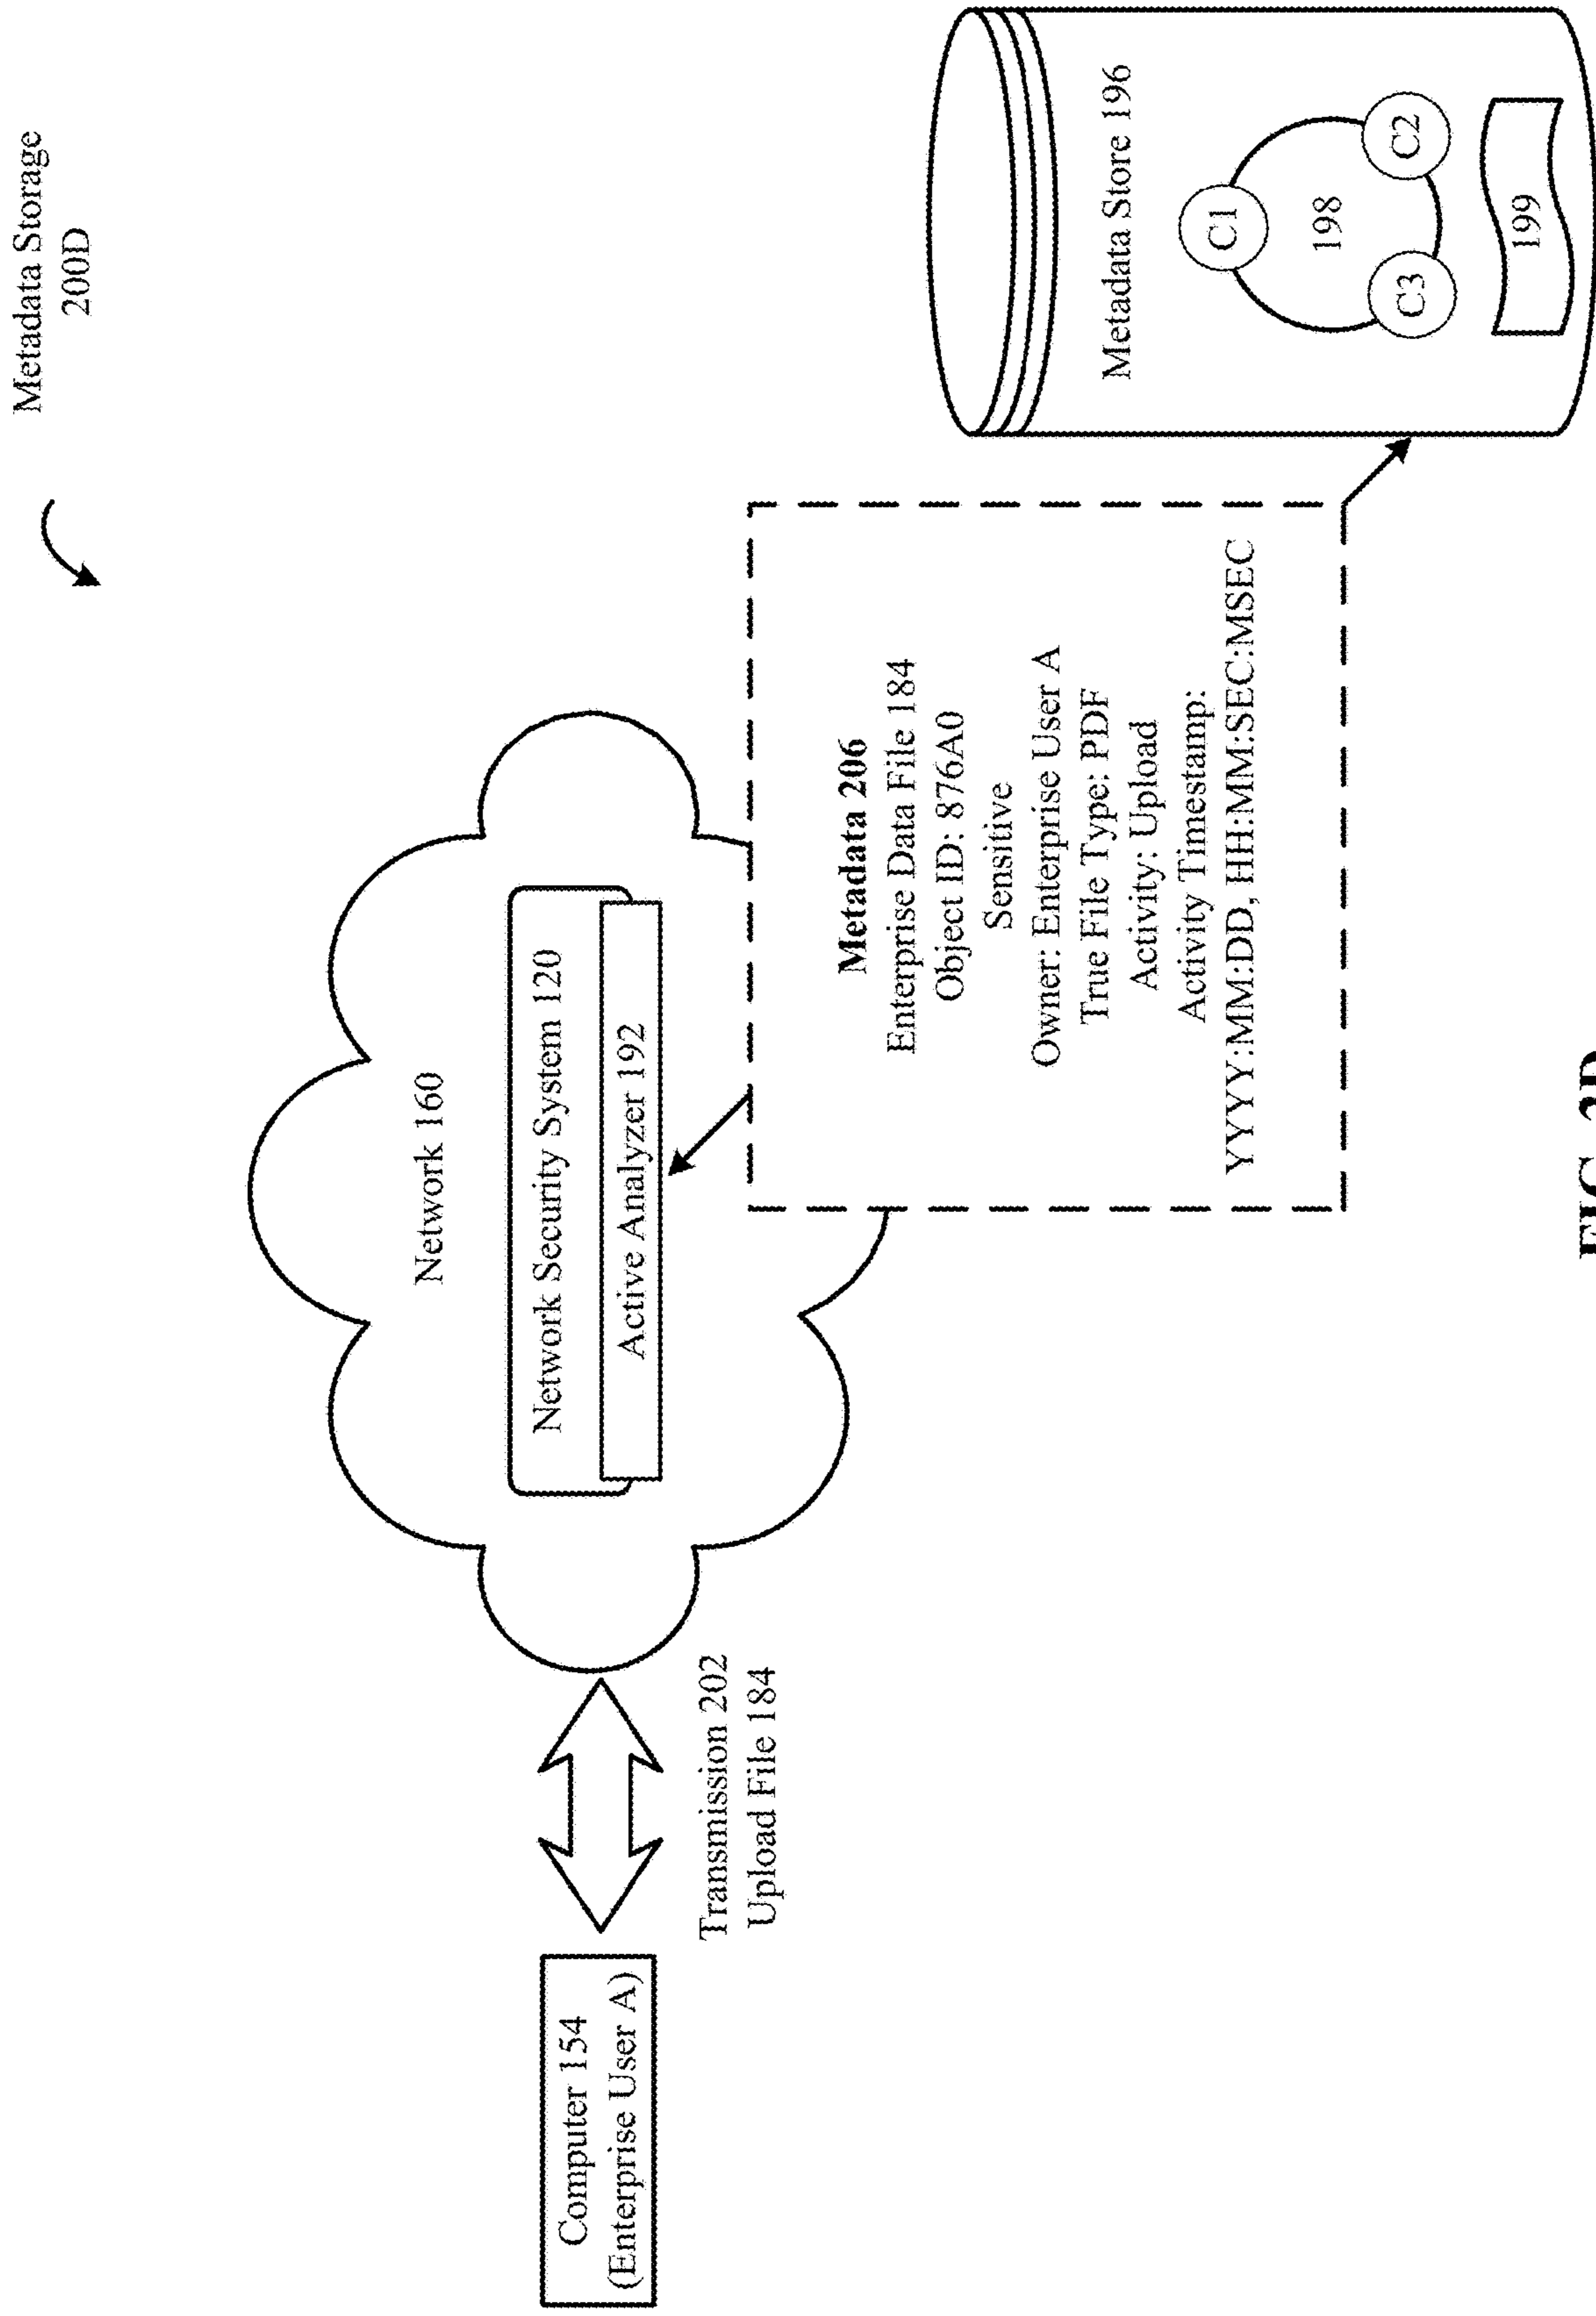 Metadata Storage
200D
Network 160
Network Security System 120
Active Analyzer 192
Computer 154
(Enterprise User A)
Transmission 202
Upload File 184
Metadata 206
Enterprise Data File 184
Object ID: 876A0
Sensitive
Owner: Enterprise User A
True File Type: PDF
Activity: Upload
Activity Timestamp:
YYYY:MM:DD, HH:MM:SEC:MSEC
Metadata Store 196
C1
198
C3
C2
199